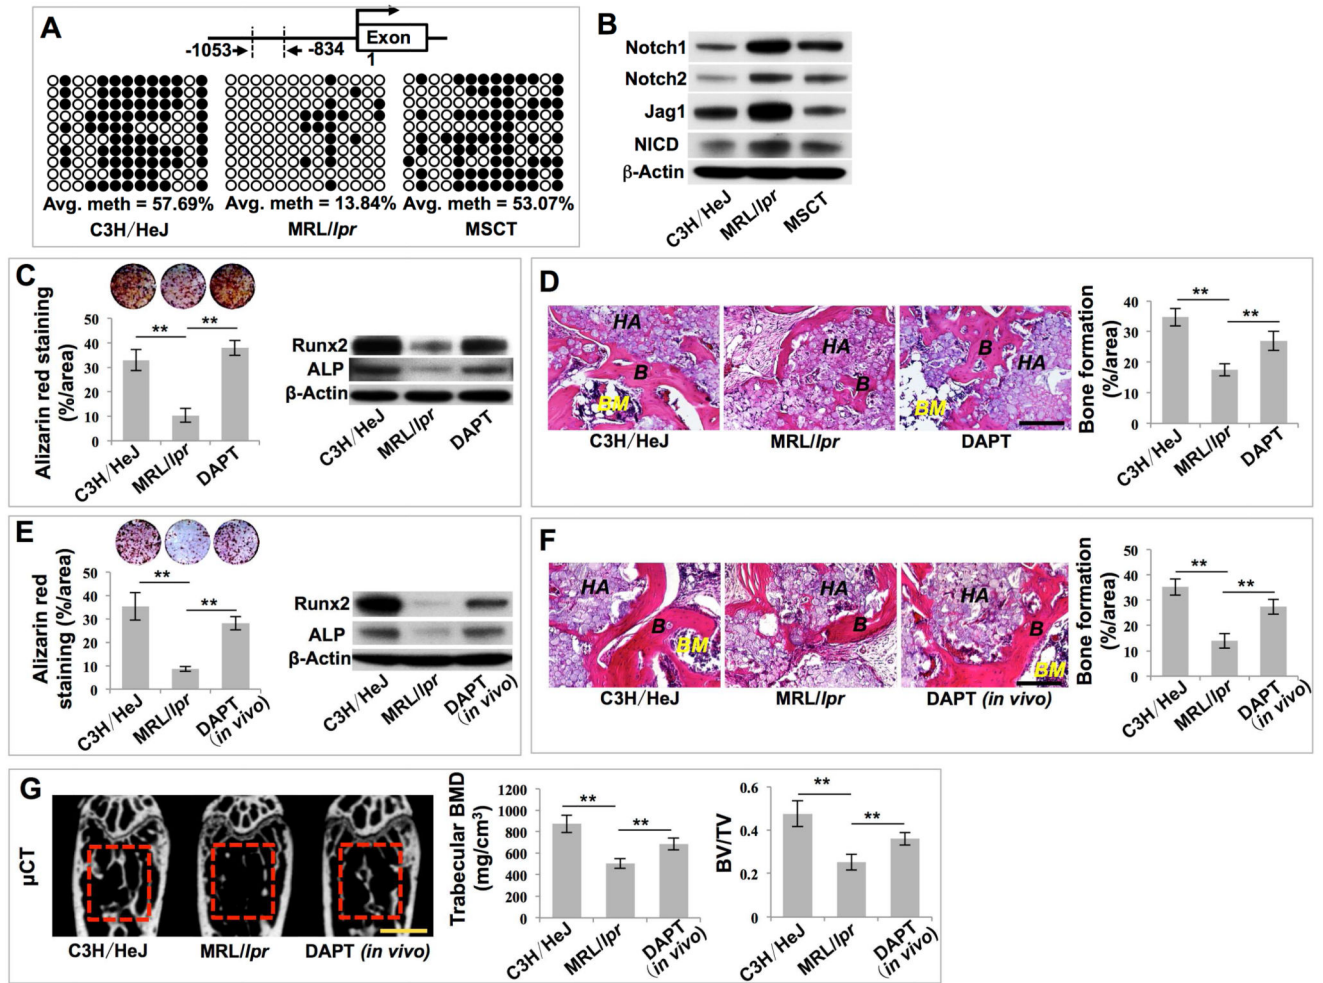 A
-1053
-834
Exon
1
Avg. meth = 57.69%
Avg. meth = 13.84%
Avg. meth = 53.07%
C3H/HeJ
MRL/lpr
MSCT
B
Notch1
Notch2
Jag1
NICD
β-Actin
C3H/HeJ
MRL/lpr
MSCT
C
Alizarin red staining
(%/area)
50
40
30
20
10
0
**
**
C3H/HeJ
MRL/lpr
DAPT
Runx2
ALP
β-Actin
C3H/HeJ
MRL/lpr
DAPT
D
HA
B
BM
HA
B
B
HA
BM
C3H/HeJ
MRL/lpr
DAPT
Bone formation
(%/area)
40
30
20
10
0
**
**
C3H/HeJ
MRL/lpr
DAPT
E
Alizarin red
staining (%/area)
50
40
30
20
10
0
**
**
C3H/HeJ
MRL/lpr
DAPT
(in vivo)
Runx2
ALP
β-Actin
C3H/HeJ
MRL/lpr
DAPT
(in vivo)
F
HA
B
BM
HA
B
HA
B
BM
C3H/HeJ
MRL/lpr
DAPT (in vivo)
Bone formation
(%/area)
50
40
30
20
10
0
**
**
C3H/HeJ
MRL/lpr
DAPT
(in vivo)
G
μCT
C3H/HeJ
MRL/lpr
DAPT (in vivo)
Trabecular BMD
(mg/cm³)
1200
1000
800
600
400
200
0
**
**
C3H/HeJ
MRL/lpr
DAPT
(in vivo)
BV/TV
0.6
0.4
0.2
0
**
**
C3H/HeJ
MRL/lpr
DAPT
(in vivo)